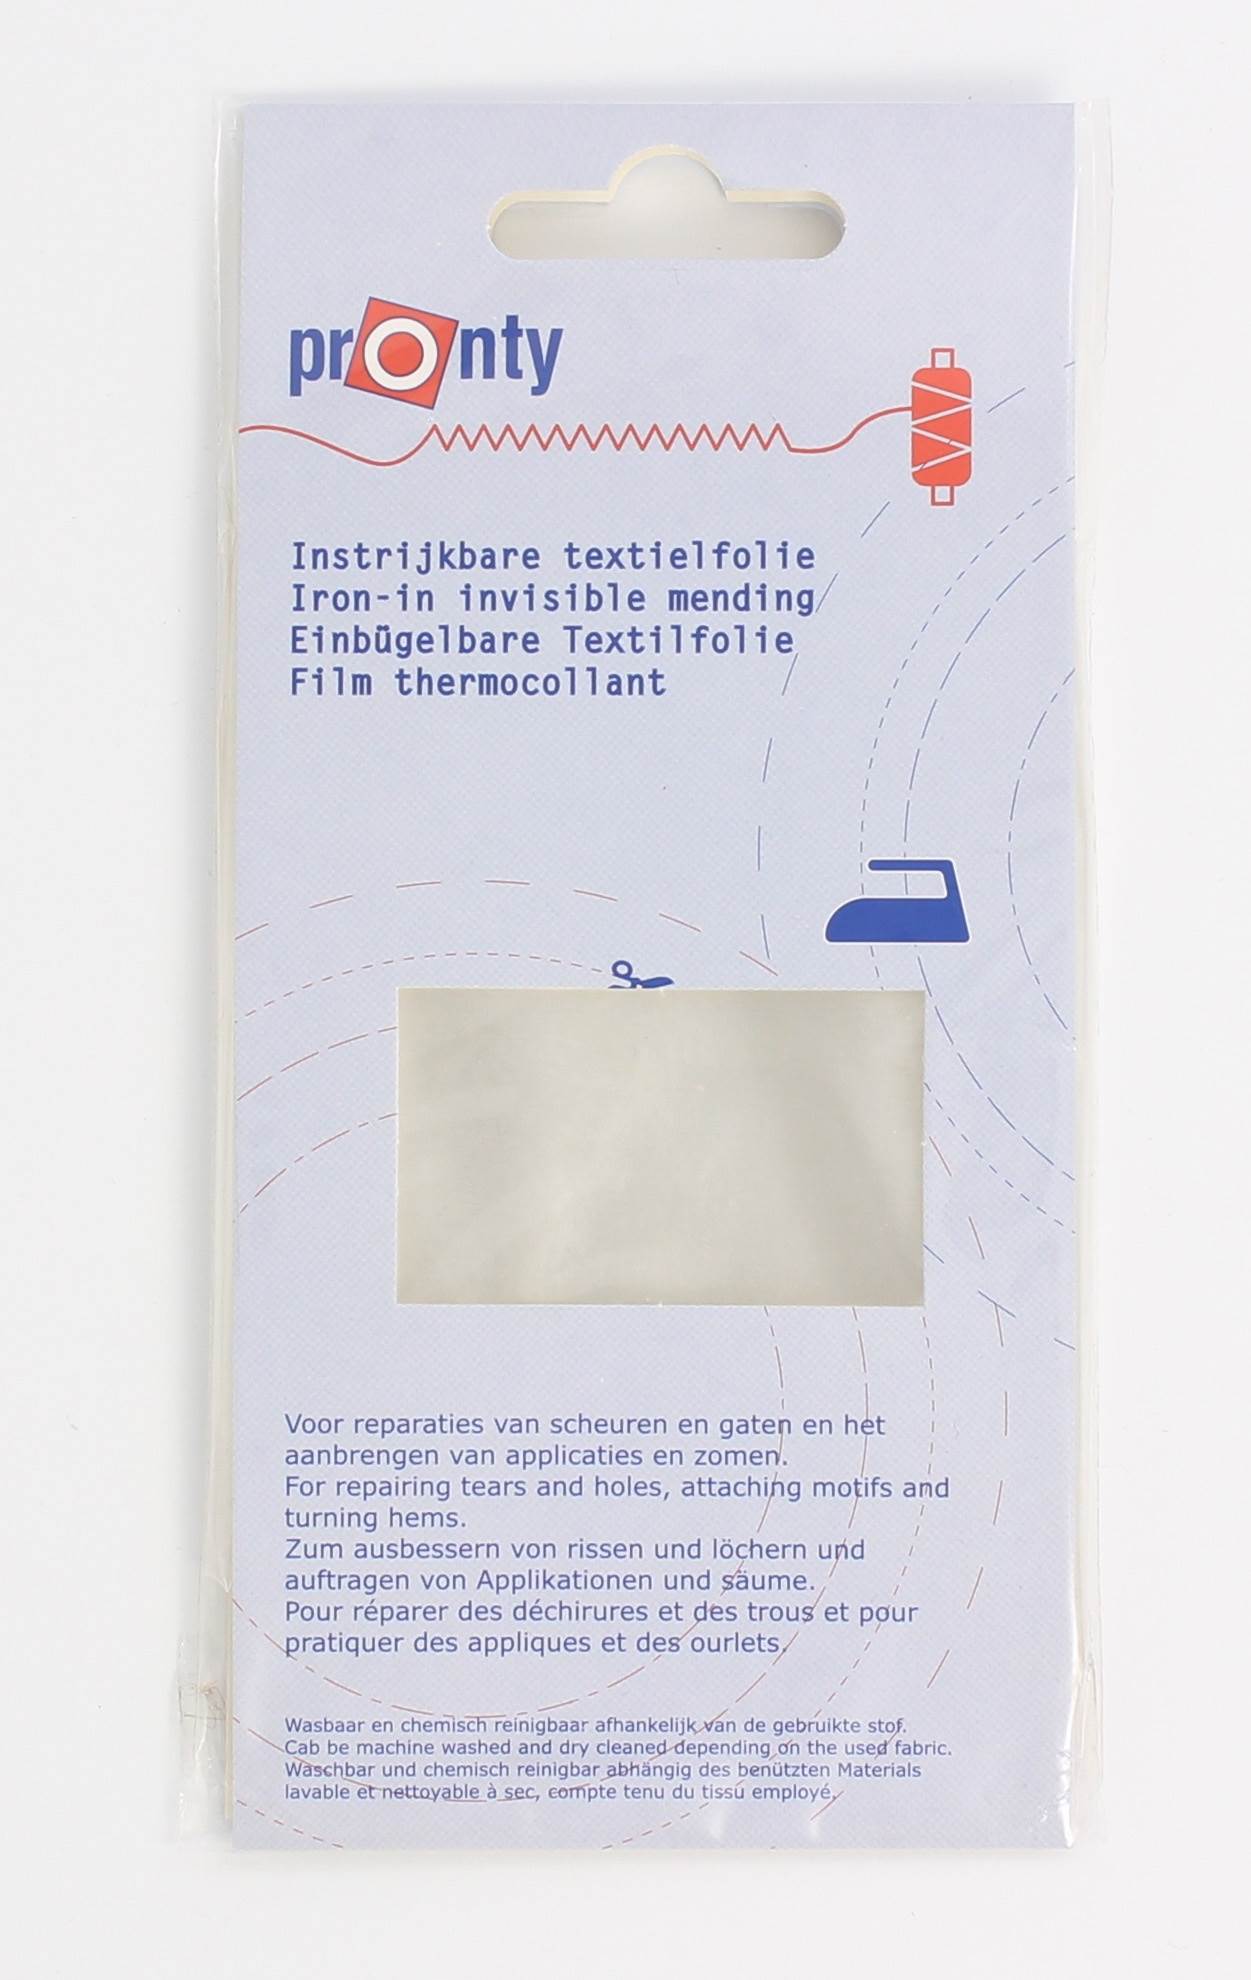 pronty
Instrijkbare textielfolie
Iron-in invisible mending
Einbügelbare Textilfolie
Film thermocollant
Voor reparaties van scheuren en gaten en het
aanbrengen van applicaties en zomen.
For repairing tears and holes, attaching motifs and
turning hems.
Zum ausbessern von rissen und löchern und
auftragen von Applikationen und säume.
Pour réparer des déchirures et des trous et pour
pratiquer des appliques et des ourlets.
Wasbaar en chemisch reinigbaar afhankelijk van de gebruikte stof.
Cab be machine washed and dry cleaned depending on the used fabric.
Waschbar und chemisch reinigbar abhängig des benützten Materials
lavable et nettoyable à sec, compte tenu du tissu employé.